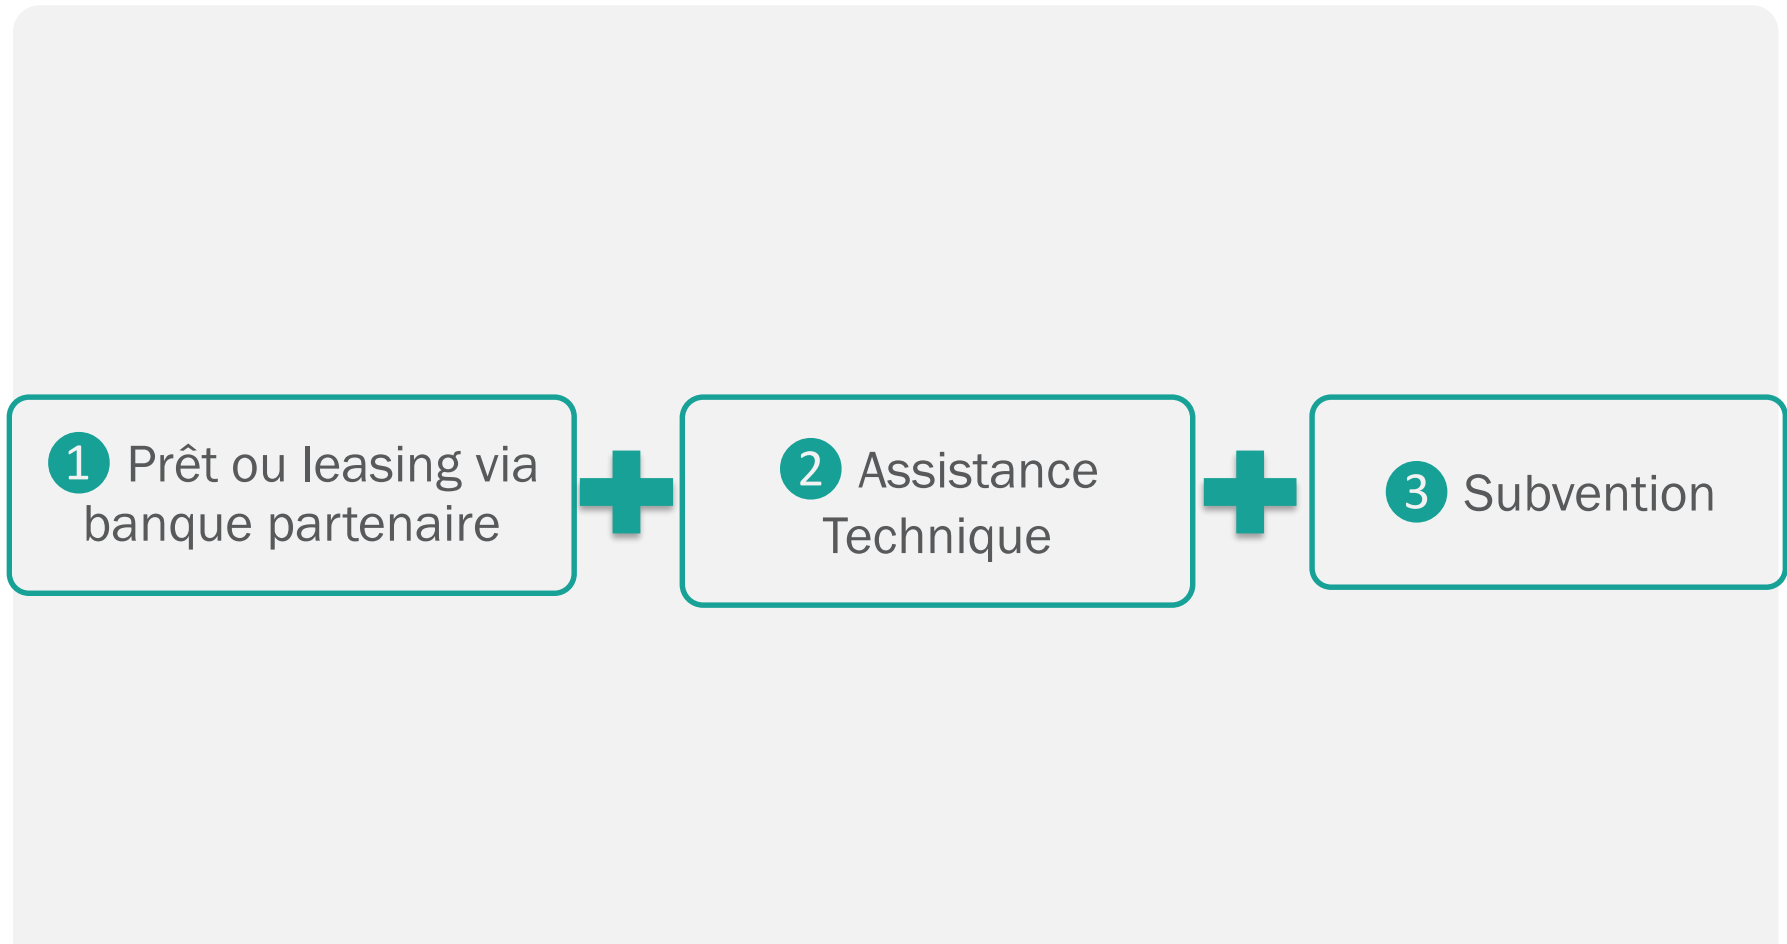 1 Prêt ou leasing via
banque partenaire
2 Assistance
Technique
3 Subvention